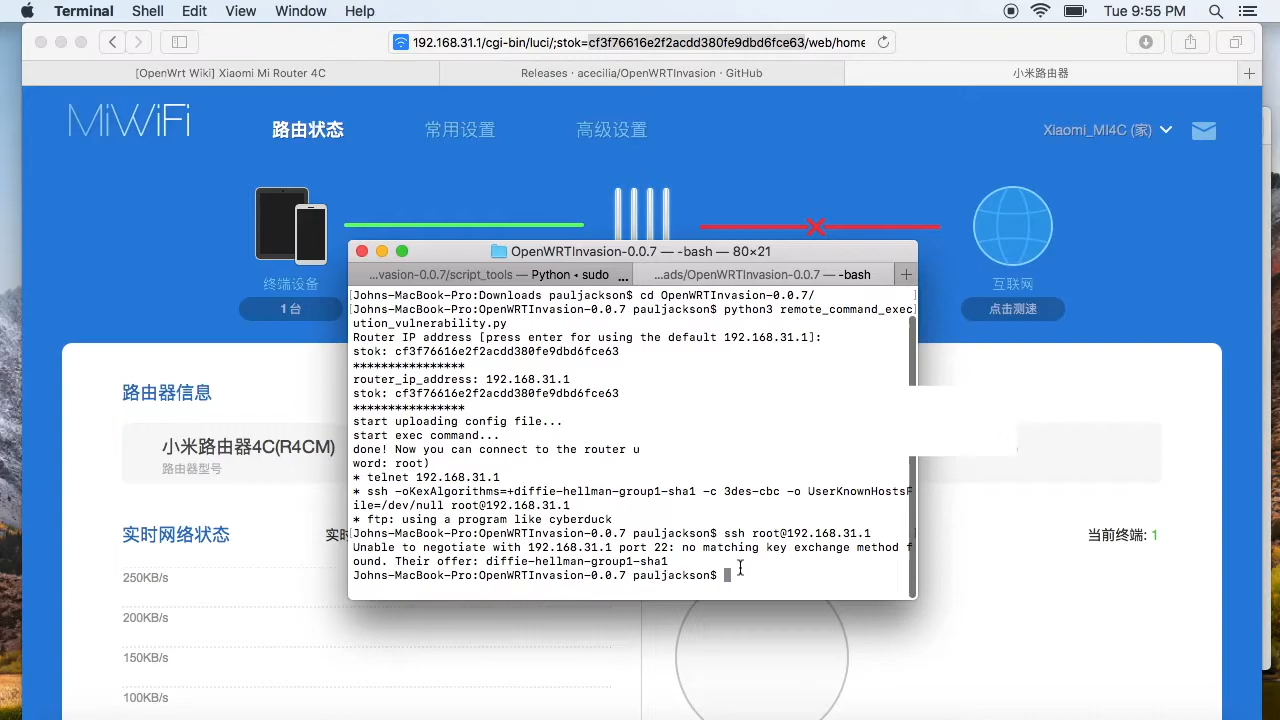 Terminal Shell Edit View Window Help Tue 9:55 PM
192.168.31.1/cgi-bin/luci/;stok=cf3f76616e2f2acdd380fe9dbd6fce63/web/home
[OpenWrt Wiki] Xiaomi Mi Router 4C Releases · acecilia/OpenWRTInvasion · GitHub 小米路由器
MiWiFi 路由状态 常用设置 高级设置 Xiaomi_MI4C (家)
终端设备
1 台
互联网
点击测速
OpenWRTInvasion-0.0.7 — -bash — 80×21
...vasion-0.0.7/script_tools — Python ◂ sudo ... ...ads/OpenWRTInvasion-0.0.7 — -bash
[Johns-MacBook-Pro:Downloads pauljackson$ cd OpenWRTInvasion-0.0.7/ ]
[Johns-MacBook-Pro:OpenWRTInvasion-0.0.7 pauljackson$ python3 remote_command_exec
ution_vulnerability.py
Router IP address [press enter for using the default 192.168.31.1]:
stok: cf3f76616e2f2acdd380fe9dbd6fce63
****************
router_ip_address: 192.168.31.1
stok: cf3f76616e2f2acdd380fe9dbd6fce63
****************
start uploading config file...
start exec command...
done! Now you can connect to the router u
word: root)
* telnet 192.168.31.1
* ssh -oKexAlgorithms=+diffie-hellman-group1-sha1 -c 3des-cbc -o UserKnownHostsF
ile=/dev/null root@192.168.31.1
* ftp: using a program like cyberduck
[Johns-MacBook-Pro:OpenWRTInvasion-0.0.7 pauljackson$ ssh root@192.168.31.1 ]
Unable to negotiate with 192.168.31.1 port 22: no matching key exchange method f
ound. Their offer: diffie-hellman-group1-sha1
Johns-MacBook-Pro:OpenWRTInvasion-0.0.7 pauljackson$
路由器信息
小米路由器4C(R4CM)
路由器型号
实时网络状态 实时
当前终端: 1
250KB/s
200KB/s
150KB/s
100KB/s